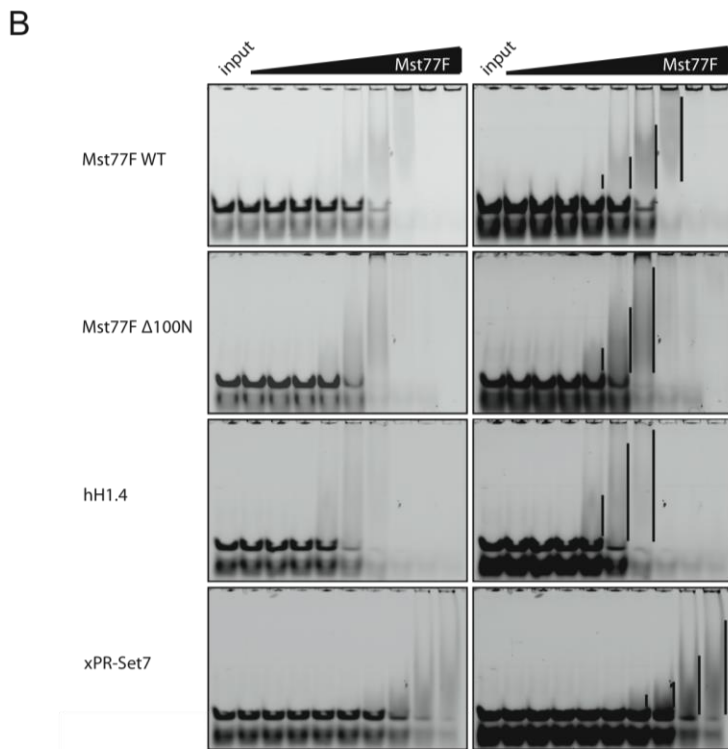 B
input Mst77F input Mst77F
Mst77F WT
Mst77F Δ100N
hH1.4
xPR-Set7